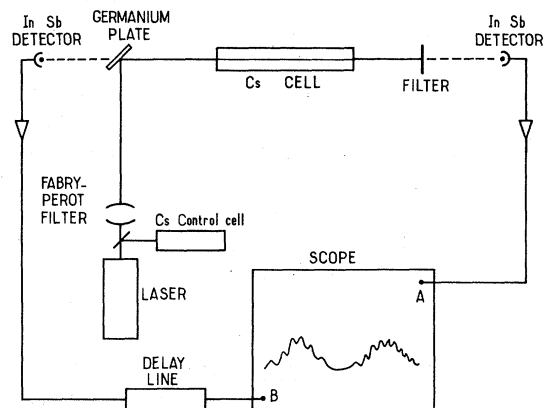 In Sb
DETECTOR
GERMANIUM
PLATE
In Sb
DETECTOR
Cs CELL
FILTER
FABRY-
PEROT
FILTER
Cs Control cell
LASER
SCOPE
A
DELAY
LINE
B